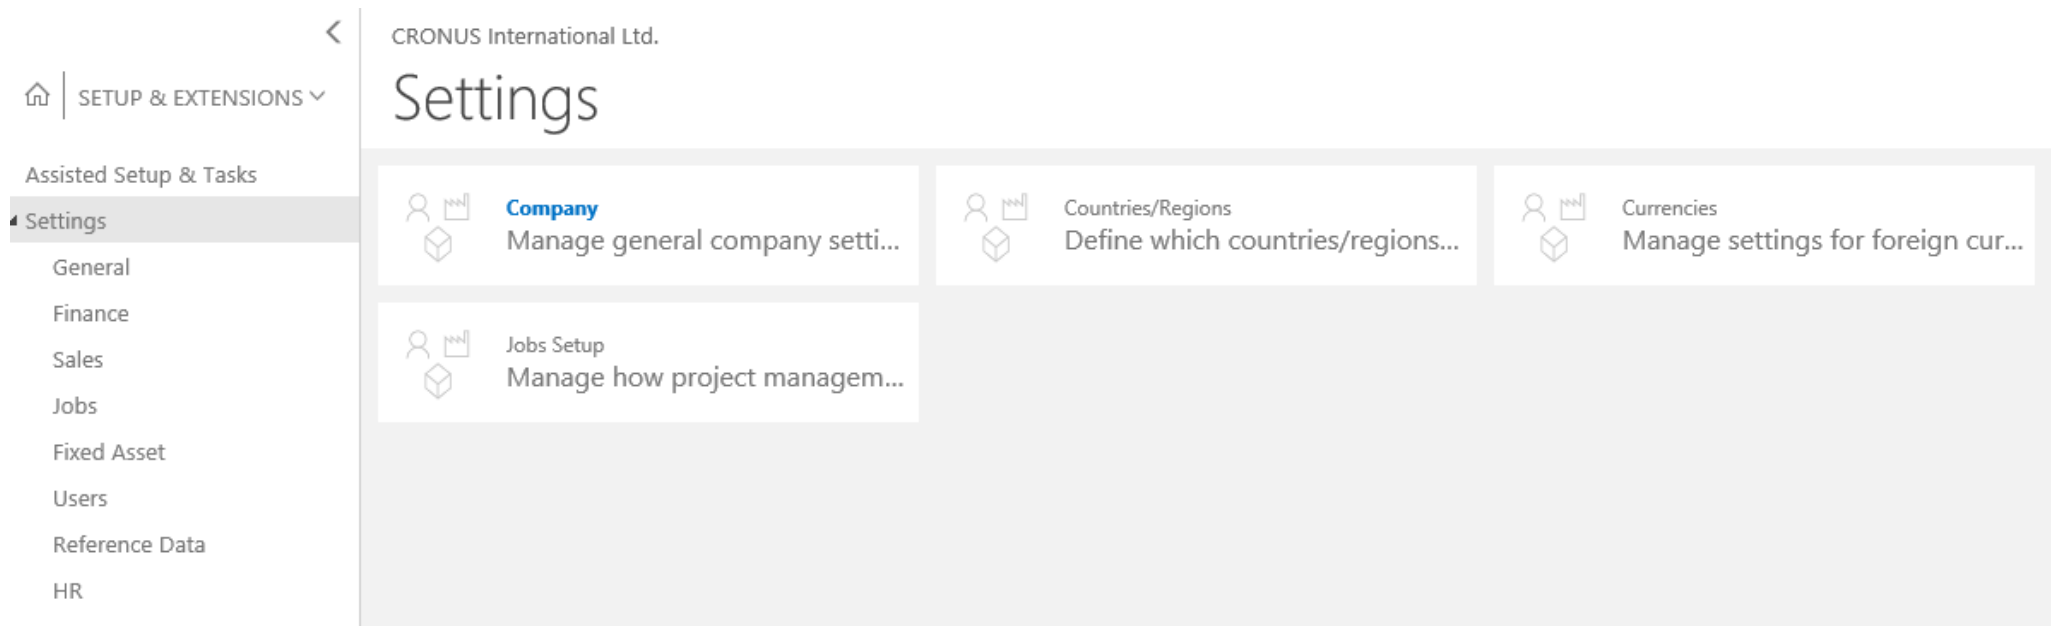 CRONUS International Ltd.
SETUP & EXTENSIONS
Settings
Assisted Setup & Tasks
Settings
General
Finance
Sales
Jobs
Fixed Asset
Users
Reference Data
HR
Company
Manage general company setti...
Countries/Regions
Define which countries/regions...
Currencies
Manage settings for foreign cur...
Jobs Setup
Manage how project managem...